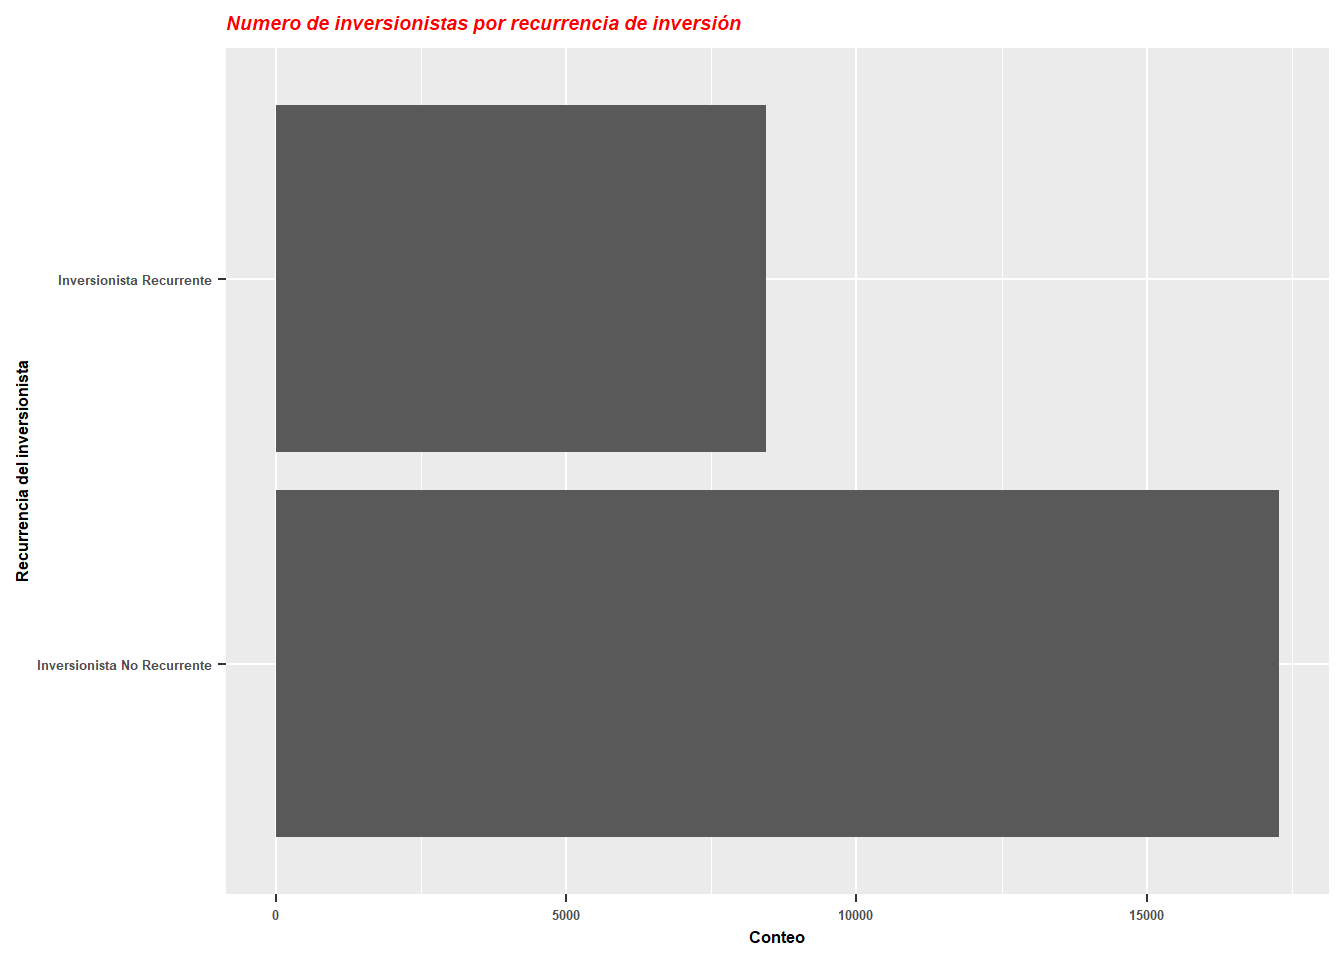 Numero de inversionistas por recurrencia de inversión
Recurrencia del inversionista
Inversionista Recurrente
Inversionista No Recurrente
0 5000 10000 15000
Conteo